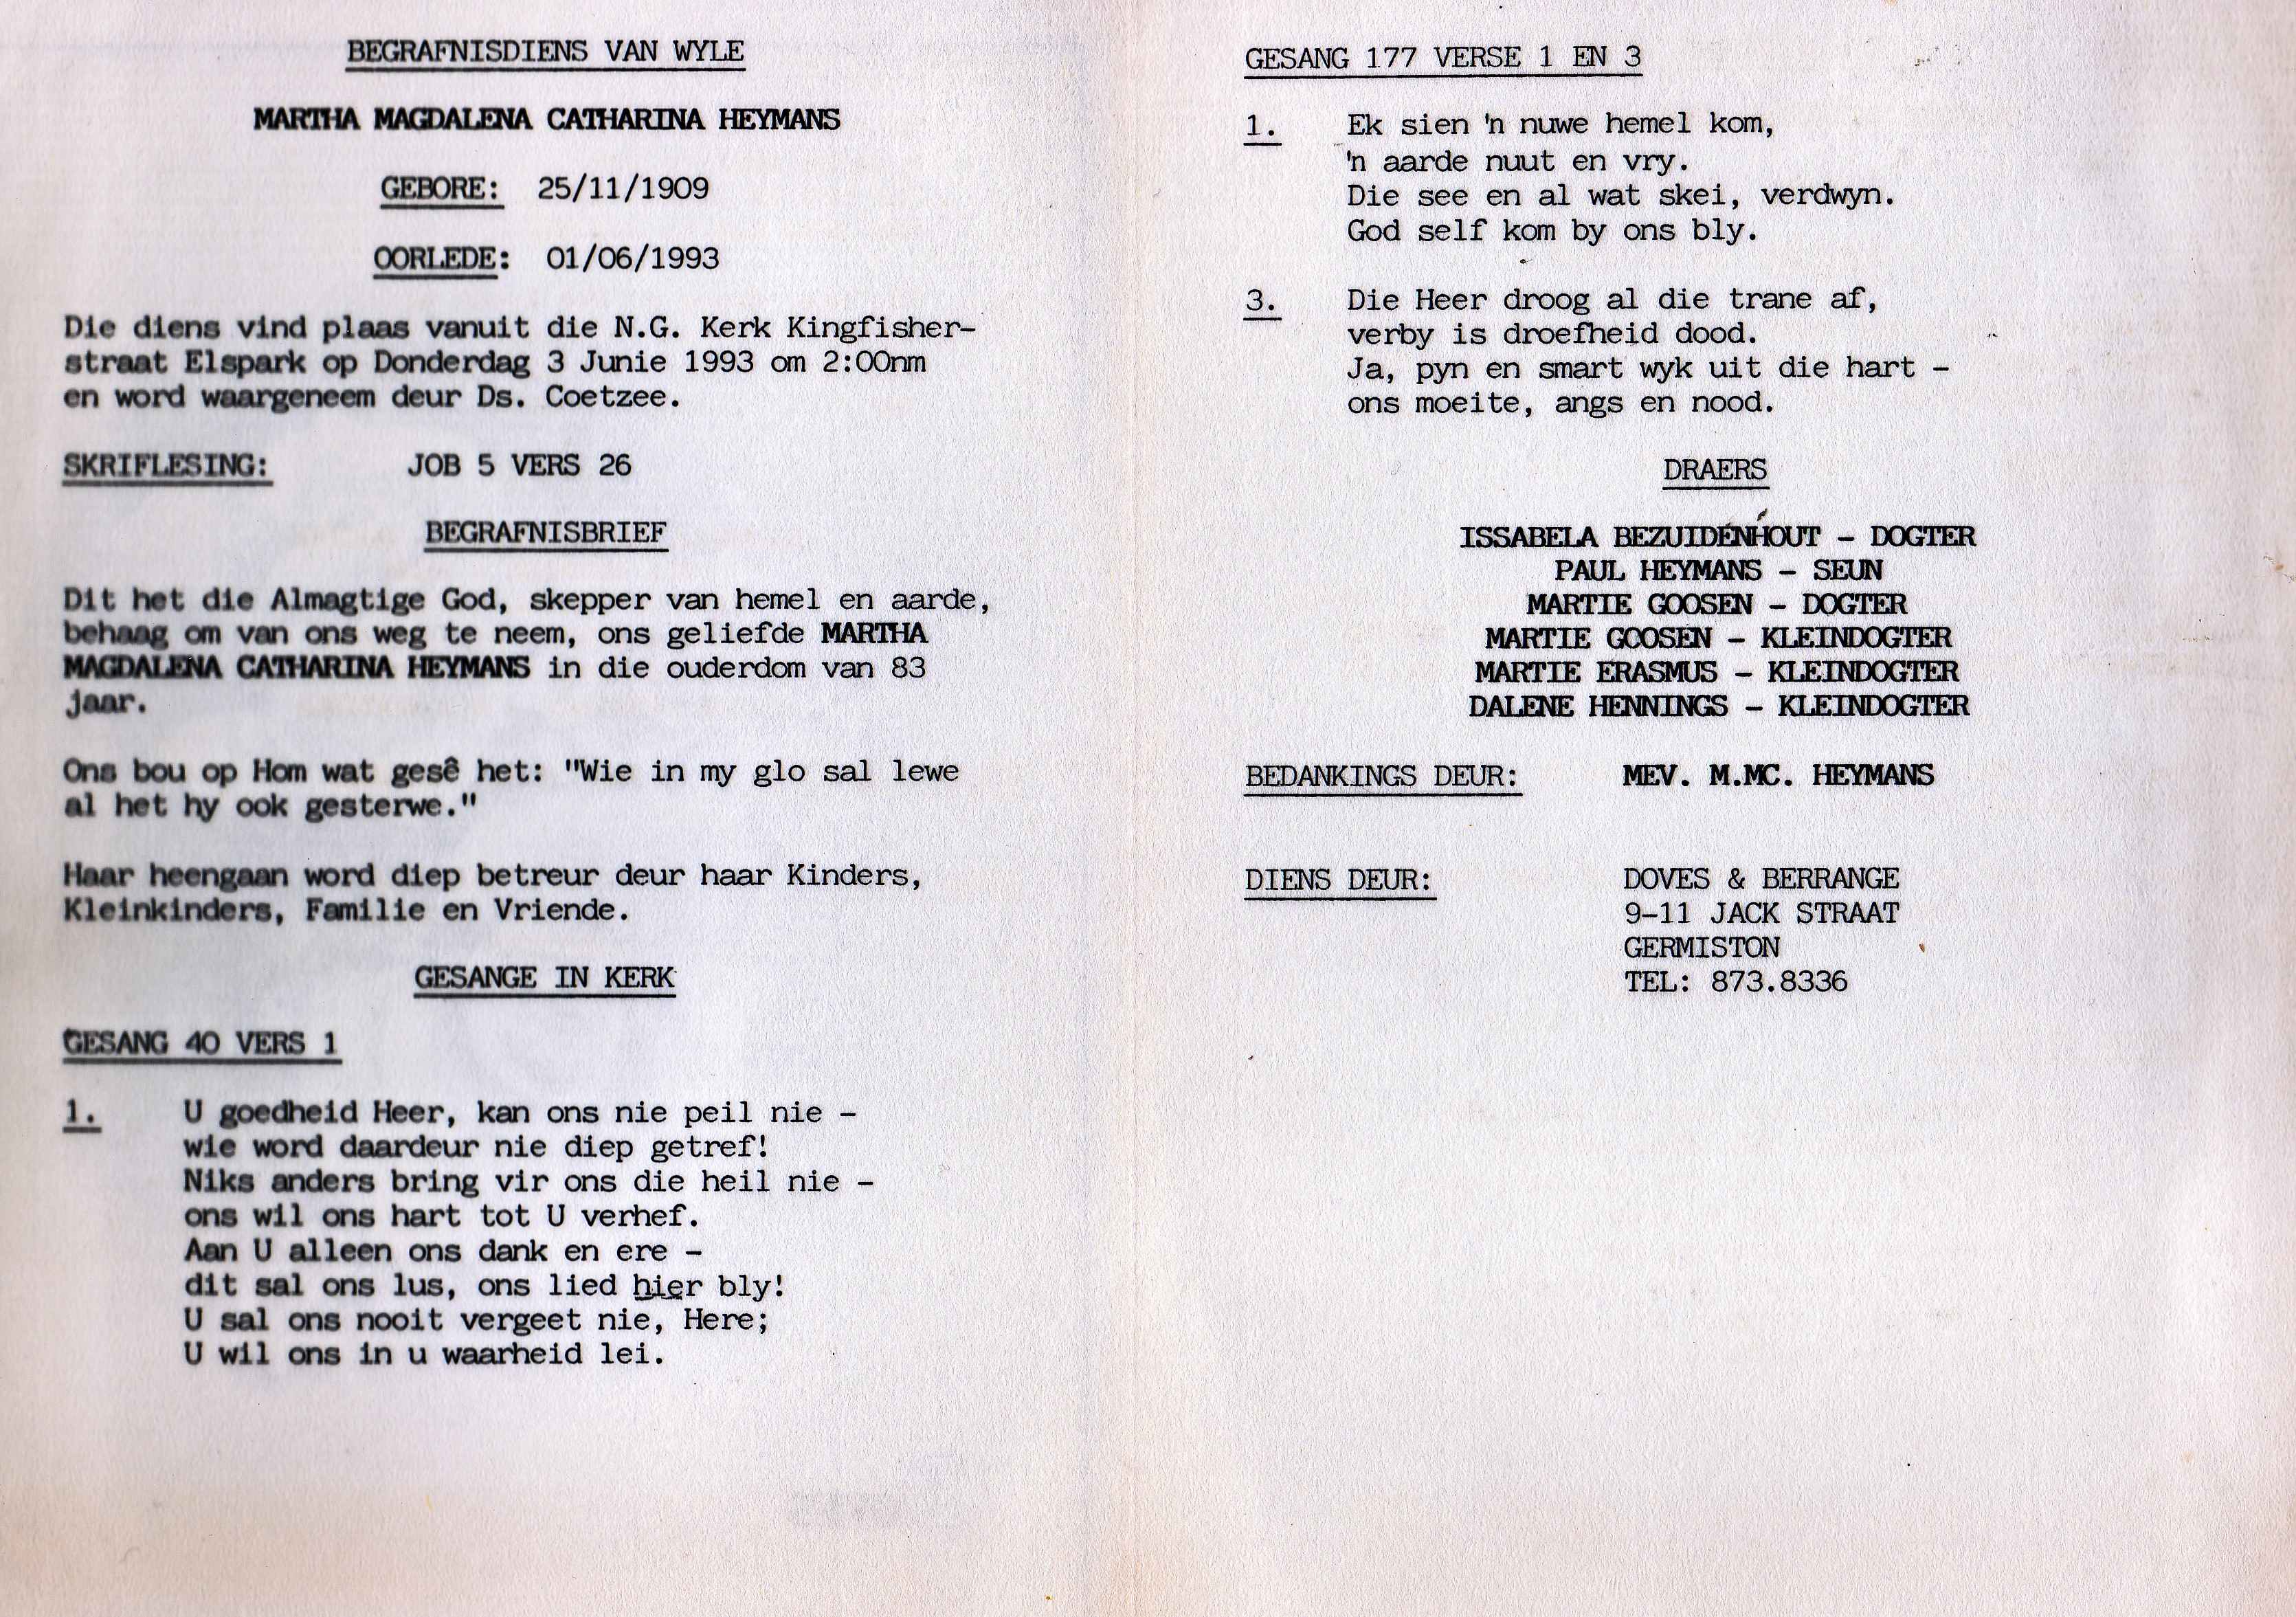 BEGRAFNISDIENS VAN WYLE
MARTHA MAGDALENA CATHARINA HEYMANS
GEBORE: 25/11/1909
OORLEDE: 01/06/1993
Die diens vind plaas vanuit die N.G. Kerk Kingfisher-
straat Elspark op Donderdag 3 Junie 1993 om 2:00nm
en word waargeneem deur Ds. Coetzee.
SKRIFLESING: JOB 5 VERS 26
BEGRAFNISBRIEF
Dit het die Almagtige God, skepper van hemel en aarde,
behaag om van ons weg te neem, ons geliefde MARTHA
MAGDALENA CATHARINA HEYMANS in die ouderdom van 83
jaar.
Ons bou op Hom wat gesê het: "Wie in my glo sal lewe
al het hy ook gesterwe."
Haar heengaan word diep betreur deur haar Kinders,
Kleinkinders, Familie en Vriende.
GESANGE IN KERK
GESANG 40 VERS 1
1. U goedheid Heer, kan ons nie peil nie -
wie word daardeur nie diep getref!
Niks anders bring vir ons die heil nie -
ons wil ons hart tot U verhef.
Aan U alleen ons dank en ere -
dit sal ons lus, ons lied hier bly!
U sal ons nooit vergeet nie, Here;
U wil ons in u waarheid lei.
GESANG 177 VERSE 1 EN 3
1. Ek sien 'n nuwe hemel kom,
'n aarde nuut en vry.
Die see en al wat skei, verdwyn.
God self kom by ons bly.
3. Die Heer droog al die trane af,
verby is droefheid dood.
Ja, pyn en smart wyk uit die hart -
ons moeite, angs en nood.
DRAERS
ISSABELA BEZUIDENHOUT - DOGTER
PAUL HEYMANS - SEUN
MARTIE GOOSEN - DOGTER
MARTIE GOOSEN - KLEINDOGTER
MARTIE ERASMUS - KLEINDOGTER
DALENE HENNINGS - KLEINDOGTER
BEDANKINGS DEUR: MEV. M.MC. HEYMANS
DIENS DEUR: DOVES & BERRANGE
9-11 JACK STRAAT
GERMISTON
TEL: 873.8336